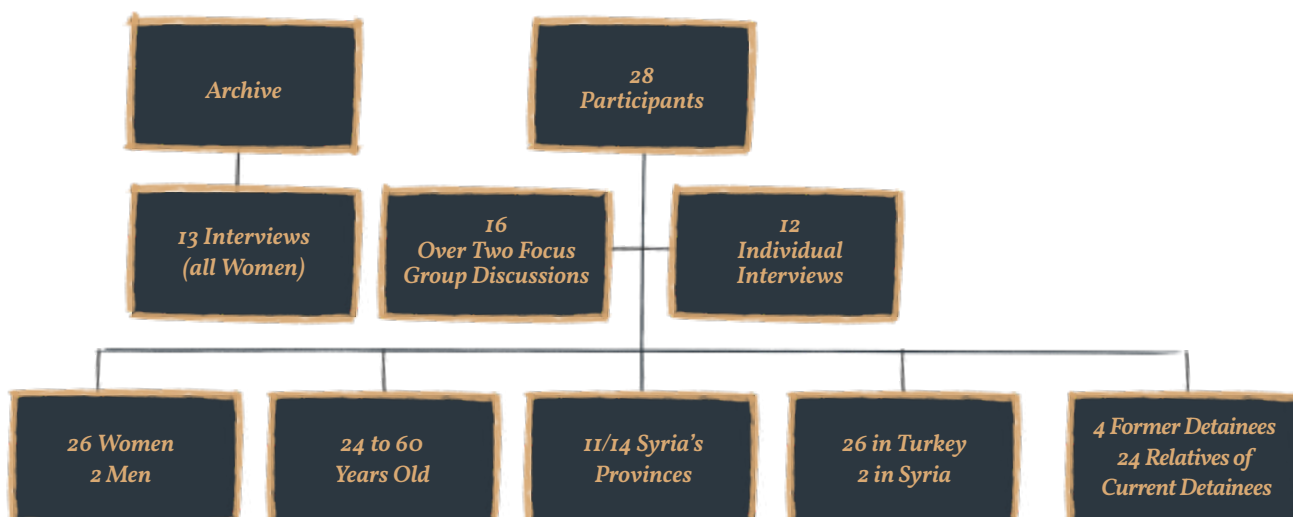 Archive
28
Participants
13 Interviews
(all Women)
16
Over Two Focus
Group Discussions
12
Individual
Interviews
26 Women
2 Men
24 to 60
Years Old
11/14 Syria's
Provinces
26 in Turkey
2 in Syria
4 Former Detainees
24 Relatives of
Current Detainees